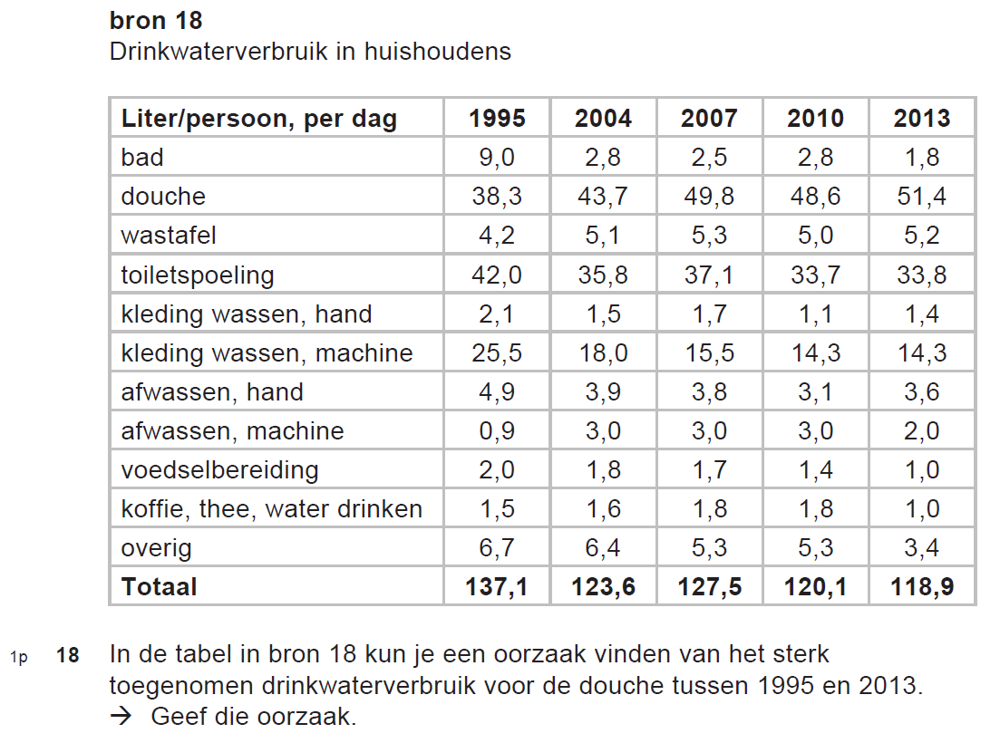 bron 18
Drinkwaterverbruik in huishoudens
Liter/persoon, per dag 1995 2004 2007 2010 2013
bad 9,0 2,8 2,5 2,8 1,8
douche 38,3 43,7 49,8 48,6 51,4
wastafel 4,2 5,1 5,3 5,0 5,2
toiletspoeling 42,0 35,8 37,1 33,7 33,8
kleding wassen, hand 2,1 1,5 1,7 1,1 1,4
kleding wassen, machine 25,5 18,0 15,5 14,3 14,3
afwassen, hand 4,9 3,9 3,8 3,1 3,6
afwassen, machine 0,9 3,0 3,0 3,0 2,0
voedselbereiding 2,0 1,8 1,7 1,4 1,0
koffie, thee, water drinken 1,5 1,6 1,8 1,8 1,0
overig 6,7 6,4 5,3 5,3 3,4
Totaal 137,1 123,6 127,5 120,1 118,9
1p 18 In de tabel in bron 18 kun je een oorzaak vinden van het sterk
toegenomen drinkwaterverbruik voor de douche tussen 1995 en 2013.
→ Geef die oorzaak.